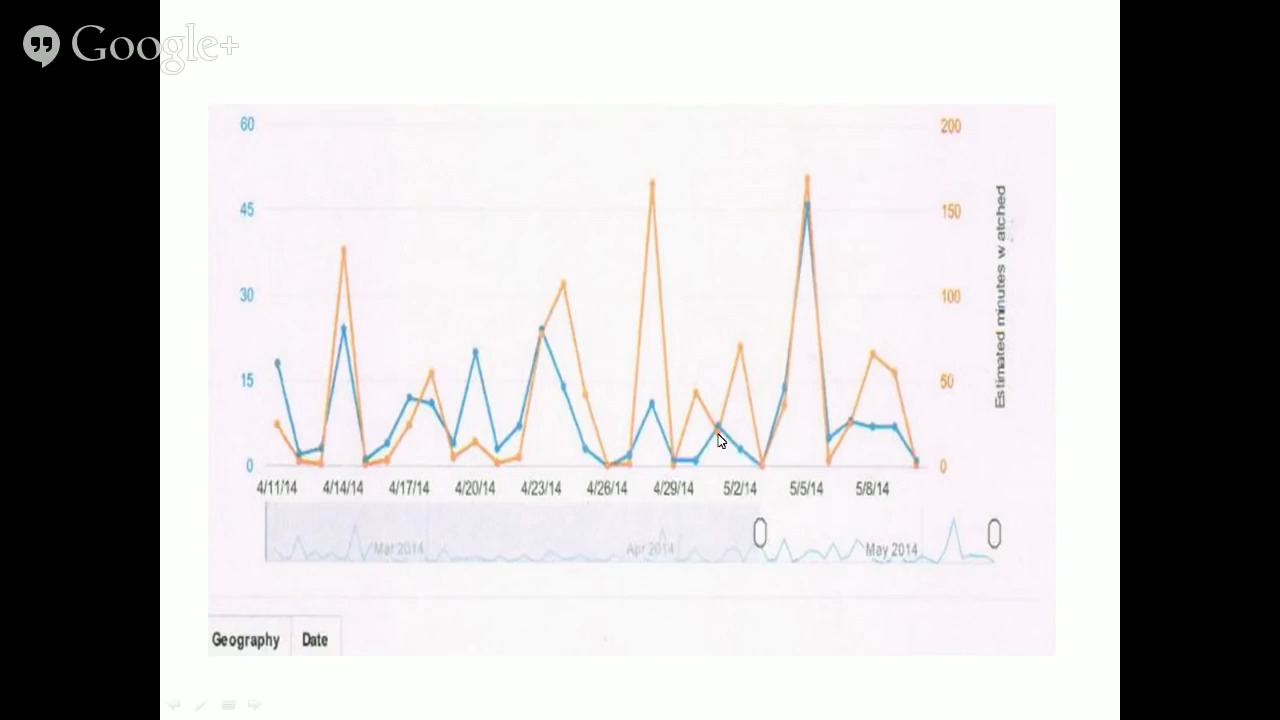 Google+
60
200
45
150
30
100
15
50
0
0
Estimated minutes w atched
4/11/14 4/14/14 4/17/14 4/20/14 4/23/14 4/26/14 4/29/14 5/2/14 5/5/14 5/8/14
Mar 2014 Apr 2014 May 2014
Geography Date